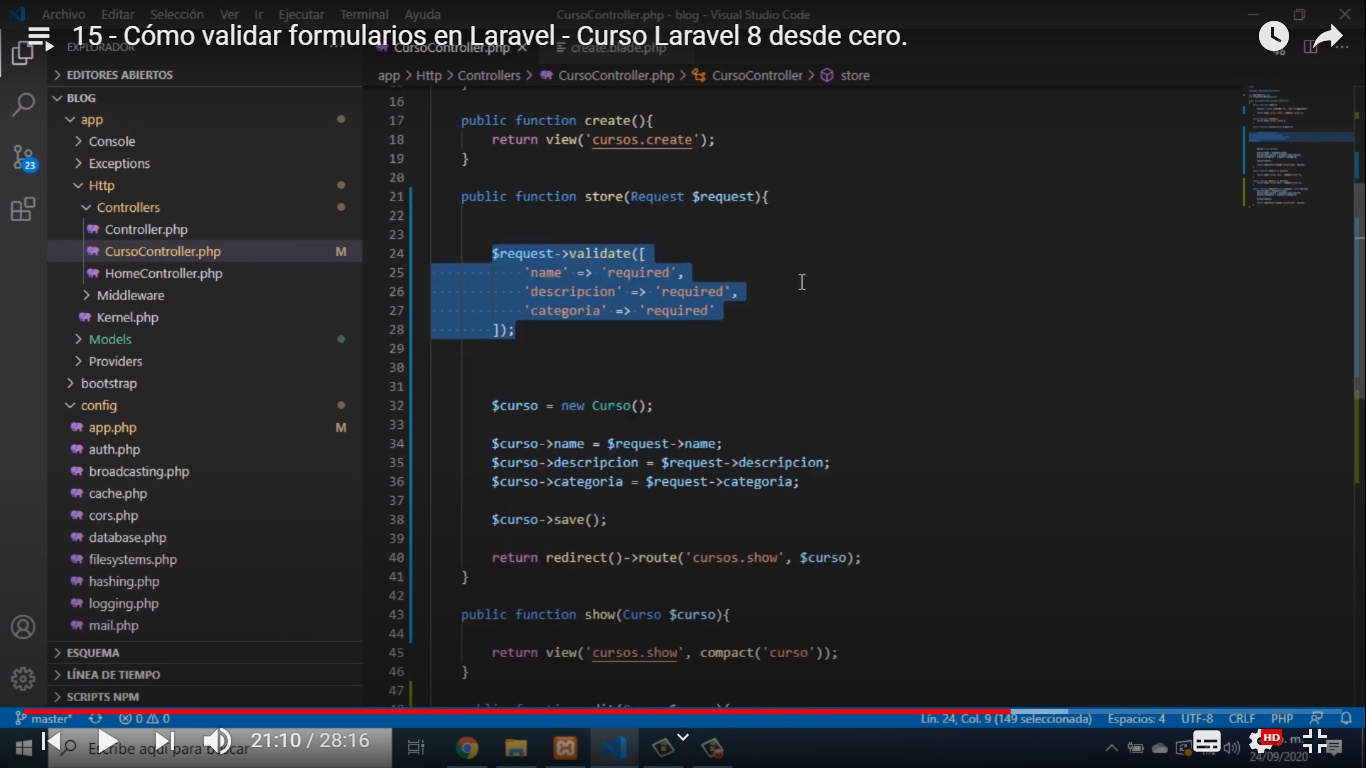 Archivo Editar Selección Ver Ir Ejecutar Terminal Ayuda CursoController.php - blog - Visual Studio Code
15 - Cómo validar formularios en Laravel - Curso Laravel 8 desde cero.
EXPLORADOR
CursoController.php create.blade.php
EDITORES ABIERTOS
app > Http > Controllers > CursoController.php > CursoController > store
BLOG
app
Console
Exceptions
Http
Controllers
Controller.php
CursoController.php M
HomeController.php
Middleware
Kernel.php
Models
Providers
bootstrap
config
app.php M
auth.php
broadcasting.php
cache.php
cors.php
database.php
filesystems.php
hashing.php
logging.php
mail.php
ESQUEMA
LÍNEA DE TIEMPO
SCRIPTS NPM
23
16
17 public function create(){
18 return view('cursos.create');
19 }
20
21 public function store(Request $request){
22
23
24 $request->validate([
25 'name' => 'required',
26 'descripcion' => 'required',
27 'categoria' => 'required'
28 ]);
29
30
31
32 $curso = new Curso();
33
34 $curso->name = $request->name;
35 $curso->descripcion = $request->descripcion;
36 $curso->categoria = $request->categoria;
37
38 $curso->save();
39
40 return redirect()->route('cursos.show', $curso);
41 }
42
43 public function show(Curso $curso){
44
45 return view('cursos.show', compact('curso'));
46 }
47
master* 0 0 Lín. 24, Col. 9 (149 seleccionada) Espacios: 4 UTF-8 CRLF PHP
Escribe aquí para buscar
21:10 / 28:16
HD
24/09/2020